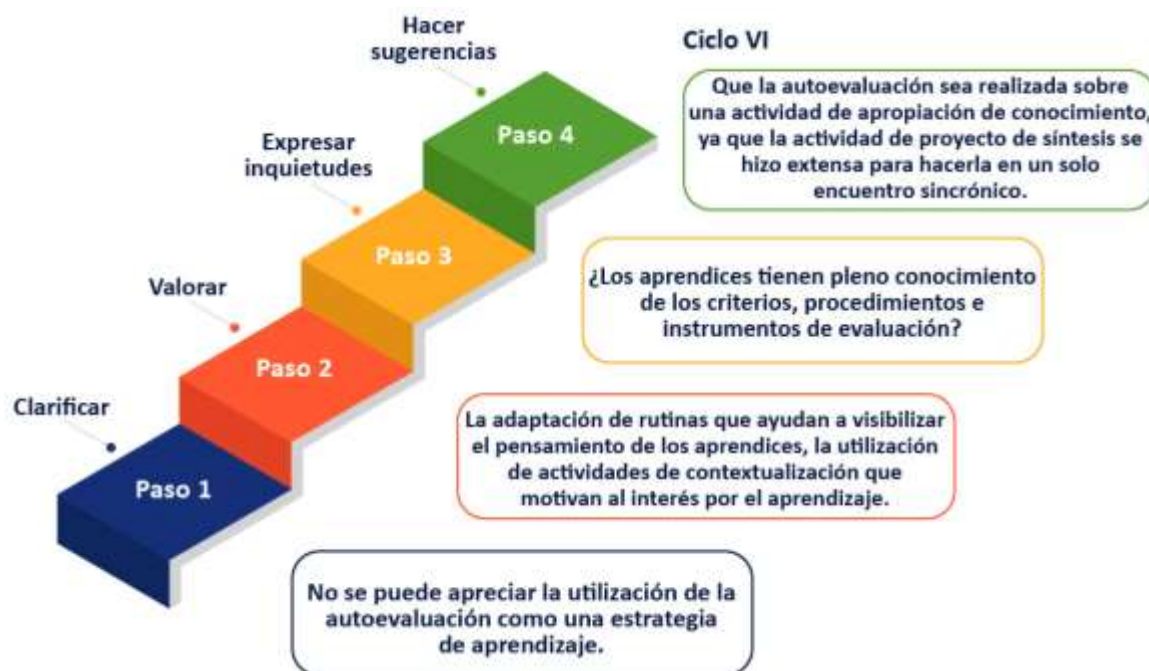 Hacer
sugerencias
Ciclo VI
Que la autoevaluación sea realizada sobre
una actividad de apropiación de conocimiento,
ya que la actividad de proyecto de síntesis se
hizo extensa para hacerla en un solo
encuentro sincrónico.
Paso 4
Expresar
inquietudes
¿Los aprendices tienen pleno conocimiento
de los criterios, procedimientos e
instrumentos de evaluación?
Paso 3
Valorar
Paso 2
La adaptación de rutinas que ayudan a visibilizar
el pensamiento de los aprendices, la utilización
de actividades de contextualización que
motivan al interés por el aprendizaje.
Clarificar
Paso 1
No se puede apreciar la utilización de la
autoevaluación como una estrategia
de aprendizaje.